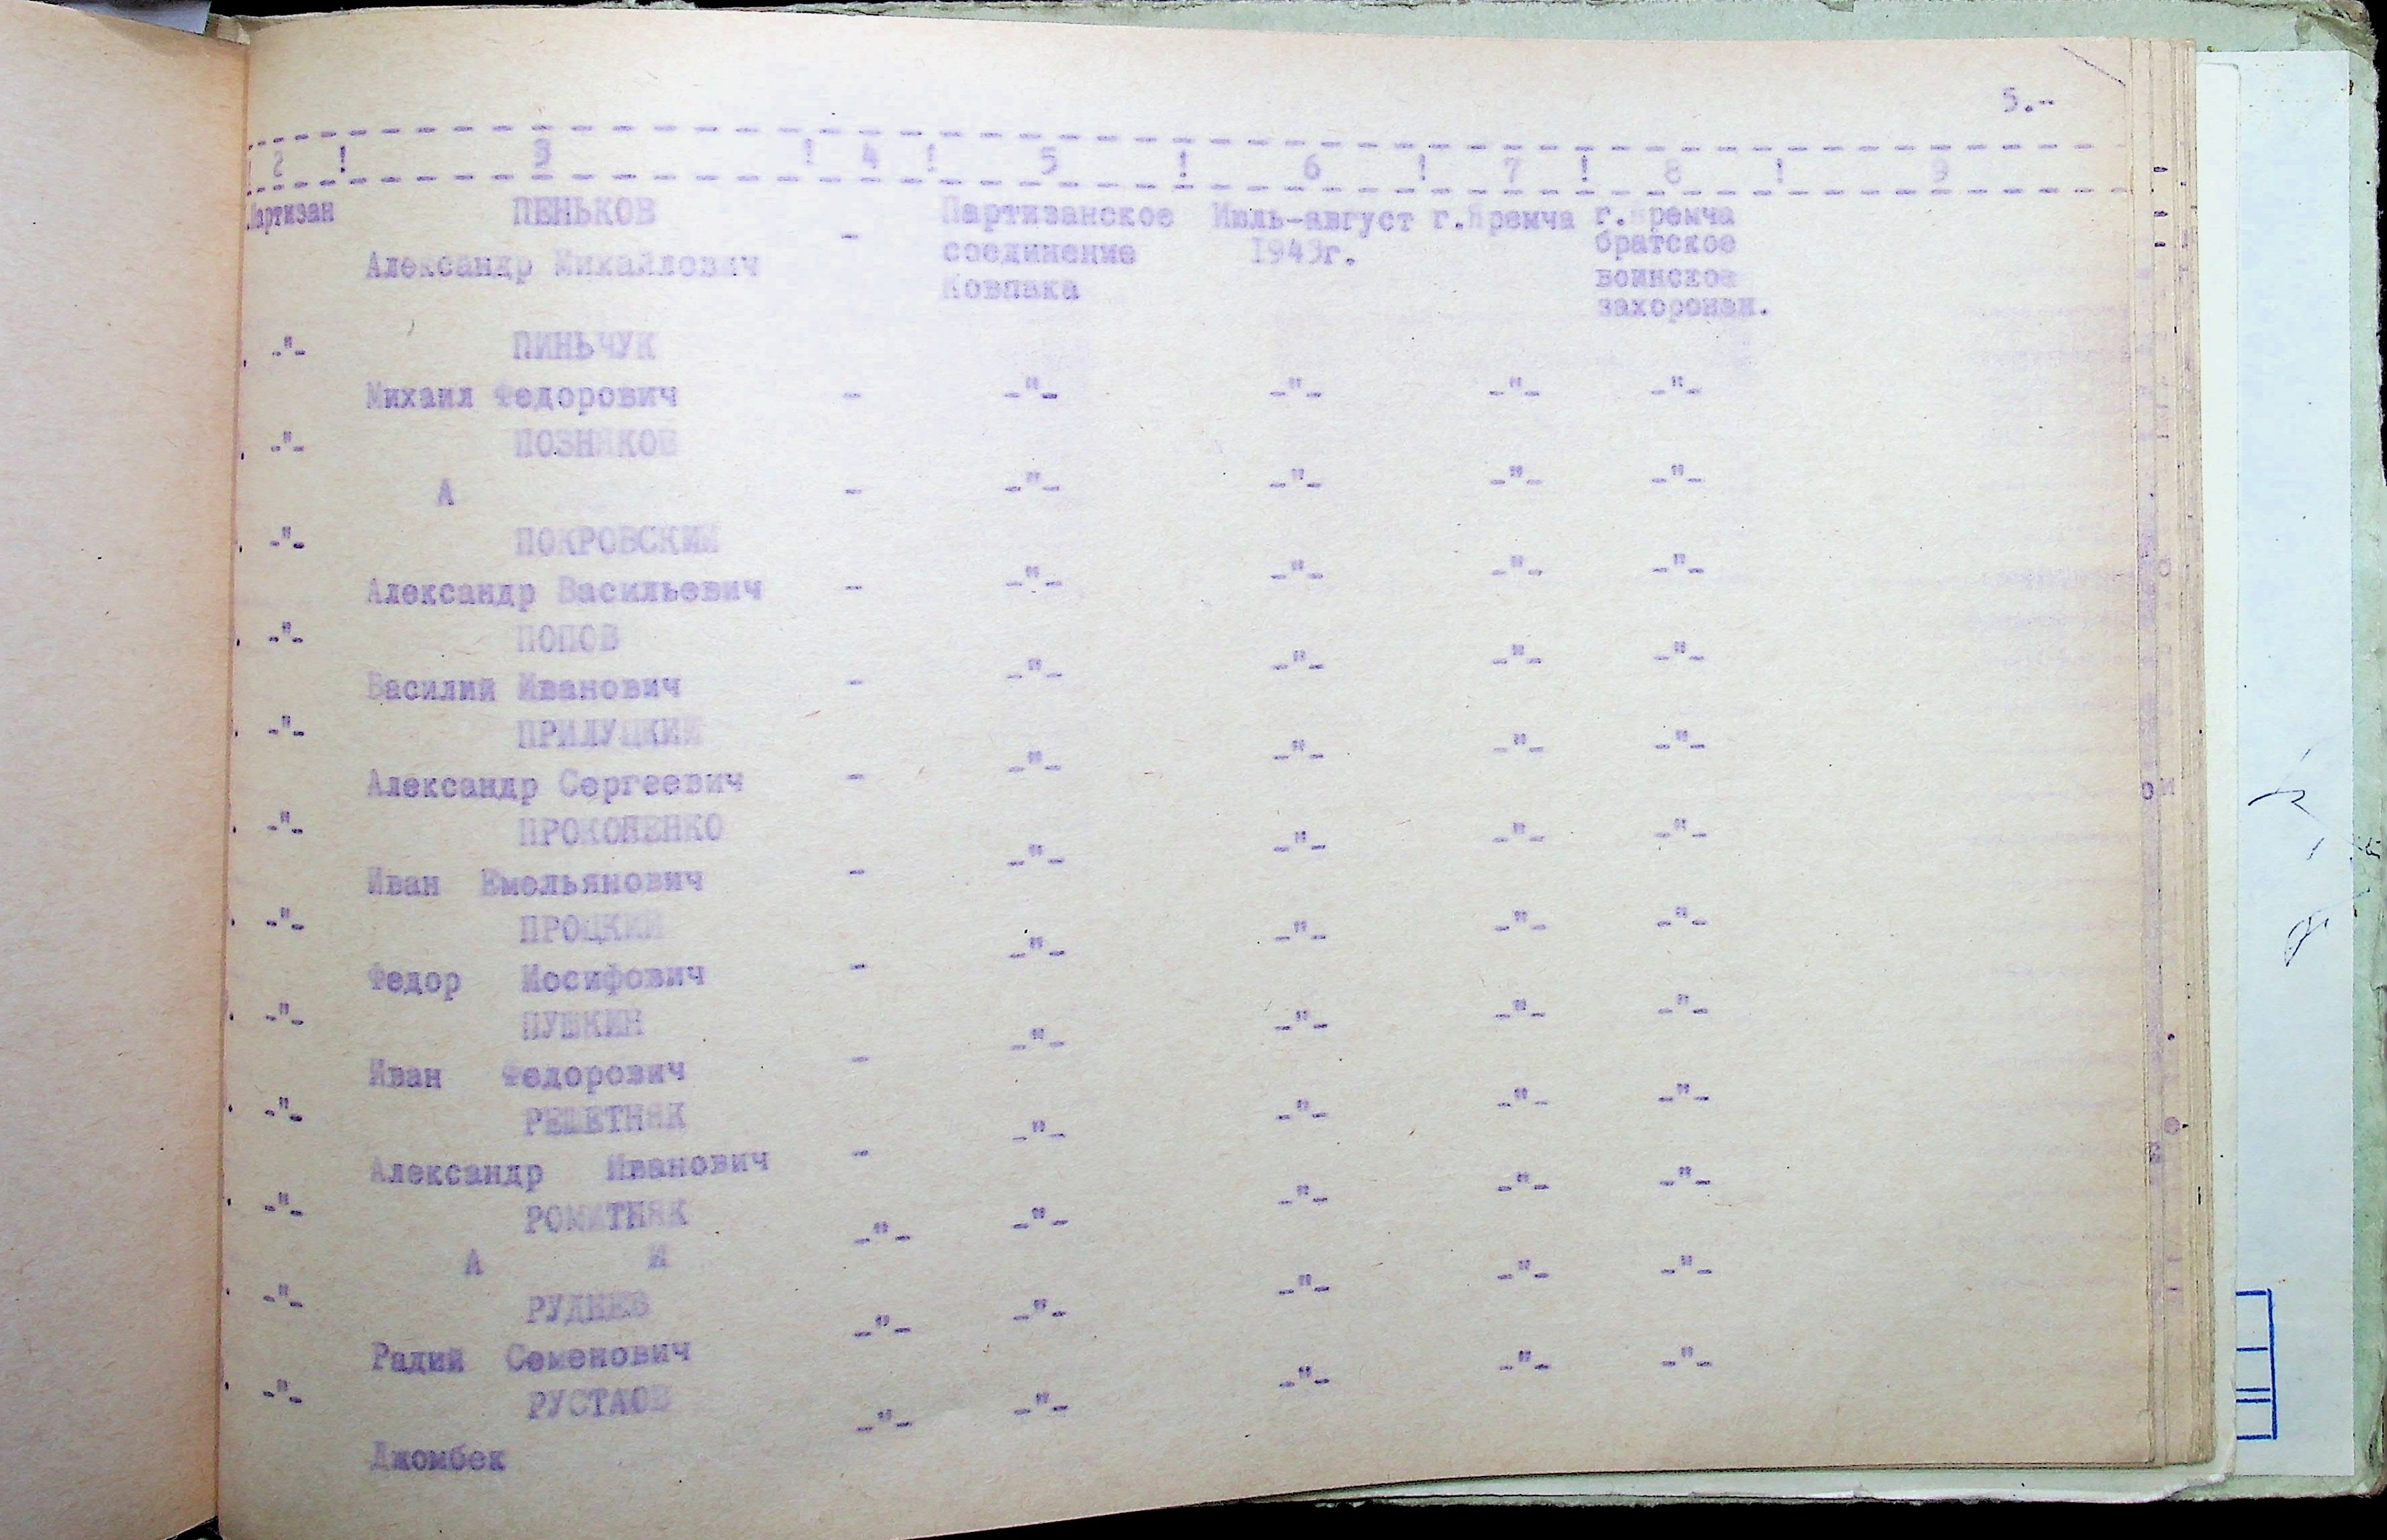 5.-
2 ! 3 ! 4 ! 5 ! 6 ! 7 ! 8 ! 9
Партизан ПЕНЬКОВ Партизанское Июль-август г.Яремча г.Яремча
Александр Михайлович - соединение 1943г. братское
Ковпака воинское
захоронен.
-"- ПИНЬЧУК
Михаил Федорович - -"- -"- -"- -"-
-"- ПОЗНЯКОВ
А - -"- -"- -"- -"-
-"- ПОКРОВСКИЙ
Александр Васильевич - -"- -"- -"- -"-
-"- ПОПОВ
Василий Иванович - -"- -"- -"- -"-
-"- ПРИЛУЦКИЙ
Александр Сергеевич - -"- -"- -"- -"-
-"- ПРОКОПЕНКО
Иван Емельянович - -"- -"- -"- -"-
-"- ПРОЦКИЙ
Федор Иосифович - -"- -"- -"- -"-
-"- ПУШКИН
Иван Федорович - -"- -"- -"- -"-
-"- РЕШЕТНЯК
Александр Иванович - -"- -"- -"- -"-
-"- РОМИТНЯК -"- -"- -"- -"- -"-
А И
-"- РУДНЕВ -"- -"- -"- -"- -"-
Радий Семенович
-"- РУСТАОВ -"- -"- -"- -"- -"-
Джомбек